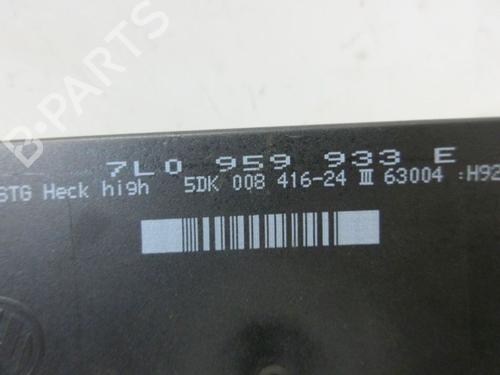 B-PARTS
7L0 959 933 E
STG Heck high 5DK 008 416-24 III 63004 :H92